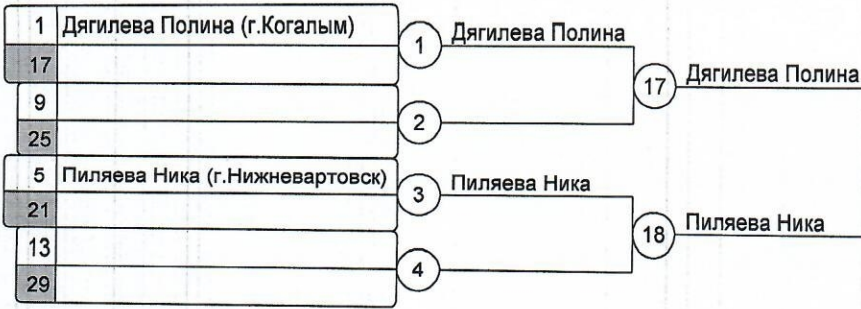 1 Дягилева Полина (г.Когалым)
17
1 Дягилева Полина
17 Дягилева Полина
9
25
2
5 Пиляева Ника (г.Нижневартовск)
21
3 Пиляева Ника
18 Пиляева Ника
13
29
4